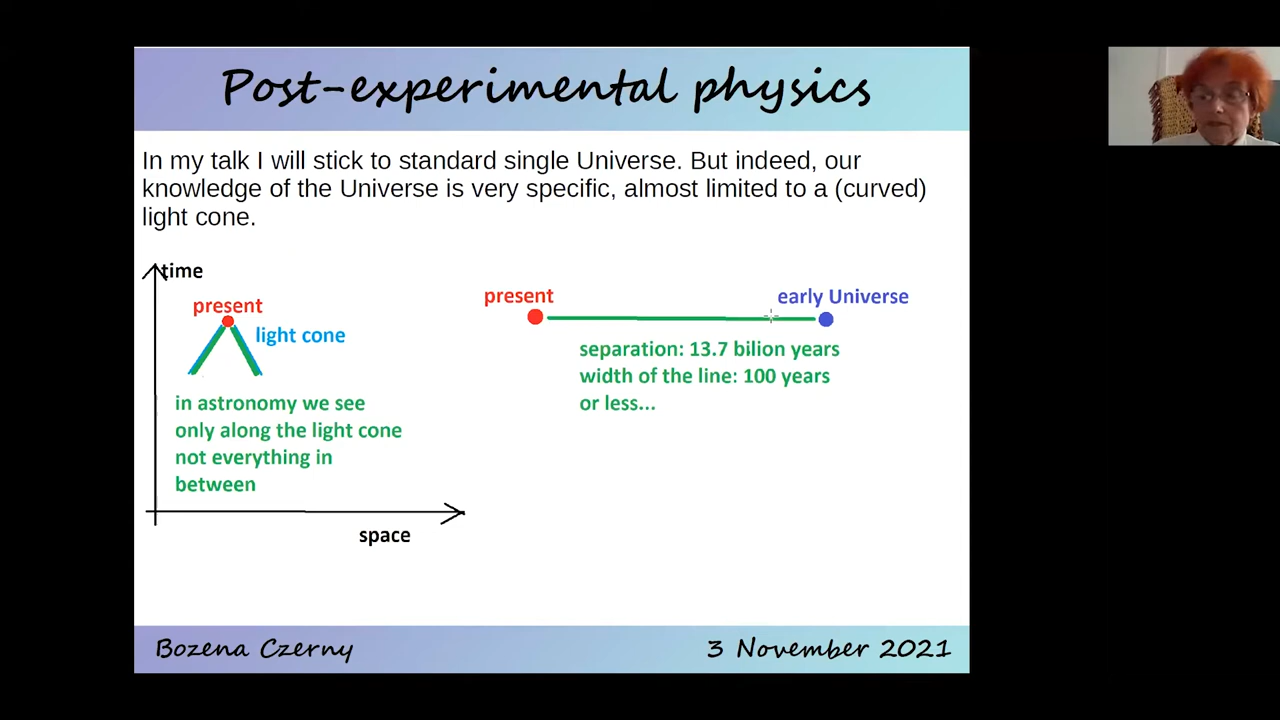 Post-experimental physics
In my talk I will stick to standard single Universe. But indeed, our
knowledge of the Universe is very specific, almost limited to a (curved)
light cone.
time
present
light cone
in astronomy we see
only along the light cone
not everything in
between
space
present
early Universe
separation: 13.7 bilion years
width of the line: 100 years
or less...
Bozena Czerny
3 November 2021